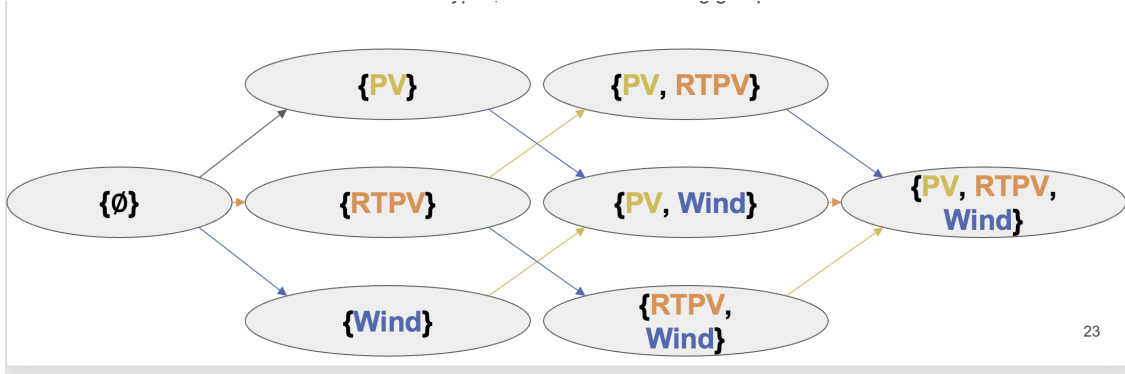 {PV}
{PV, RTPV}
{Ø}
{RTPV}
{PV, Wind}
{PV, RTPV,
Wind}
{Wind}
{RTPV,
Wind}
23